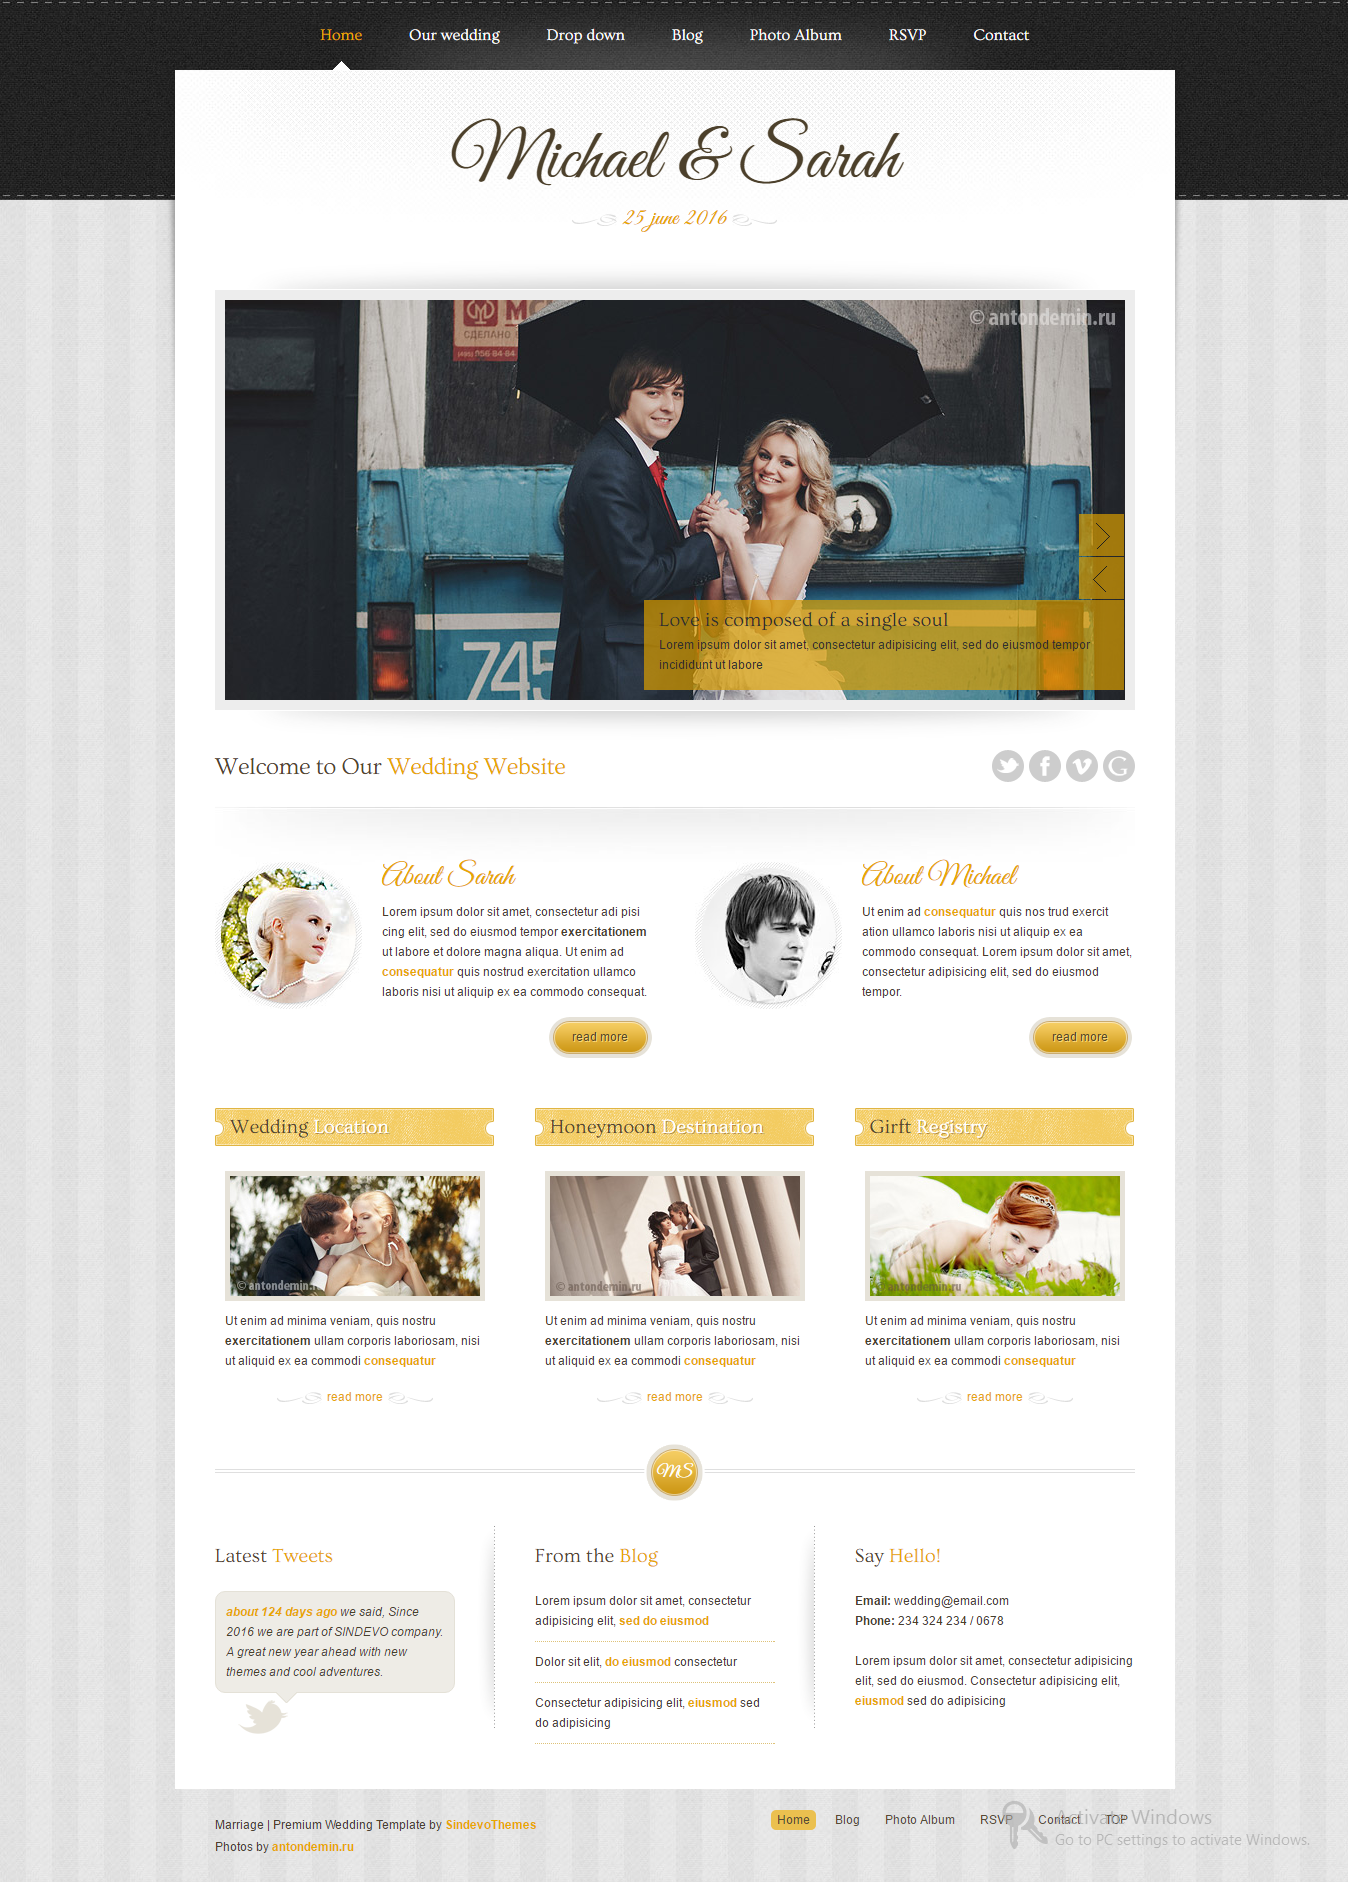 Home Our wedding Drop down Blog Photo Album RSVP Contact
Michael & Sarah
25 june 2016
© antondemin.ru
СДЕЛАНО
745
Love is composed of a single soul
Lorem ipsum dolor sit amet, consectetur adipisicing elit, sed do eiusmod tempor
incididunt ut labore
Welcome to Our Wedding Website
About Sarah
Lorem ipsum dolor sit amet, consectetur adi pisi
cing elit, sed do eiusmod tempor exercitationem
ut labore et dolore magna aliqua. Ut enim ad
consequatur quis nostrud exercitation ullamco
laboris nisi ut aliquip ex ea commodo consequat.
read more
About Michael
Ut enim ad consequatur quis nos trud exercit
ation ullamco laboris nisi ut aliquip ex ea
commodo consequat. Lorem ipsum dolor sit amet,
consectetur adipisicing elit, sed do eiusmod
tempor.
read more
Wedding Location
© antondemin.r
Ut enim ad minima veniam, quis nostru
exercitationem ullam corporis laboriosam, nisi
ut aliquid ex ea commodi consequatur
read more
Honeymoon Destination
© antondemin.ru
Ut enim ad minima veniam, quis nostru
exercitationem ullam corporis laboriosam, nisi
ut aliquid ex ea commodi consequatur
read more
Girft Registry
© antondemin.ru
Ut enim ad minima veniam, quis nostru
exercitationem ullam corporis laboriosam, nisi
ut aliquid ex ea commodi consequatur
read more
MS
Latest Tweets
about 124 days ago we said, Since
2016 we are part of SINDEVO company.
A great new year ahead with new
themes and cool adventures.
From the Blog
Lorem ipsum dolor sit amet, consectetur
adipisicing elit, sed do eiusmod
Dolor sit elit, do eiusmod consectetur
Consectetur adipisicing elit, eiusmod sed
do adipisicing
Say Hello!
Email: wedding@email.com
Phone: 234 324 234 / 0678
Lorem ipsum dolor sit amet, consectetur adipisicing
elit, sed do eiusmod. Consectetur adipisicing elit,
eiusmod sed do adipisicing
Marriage | Premium Wedding Template by SindevoThemes
Photos by antondemin.ru
Home Blog Photo Album RSVP Contact TOP
Activate Windows
Go to PC settings to activate Windows.